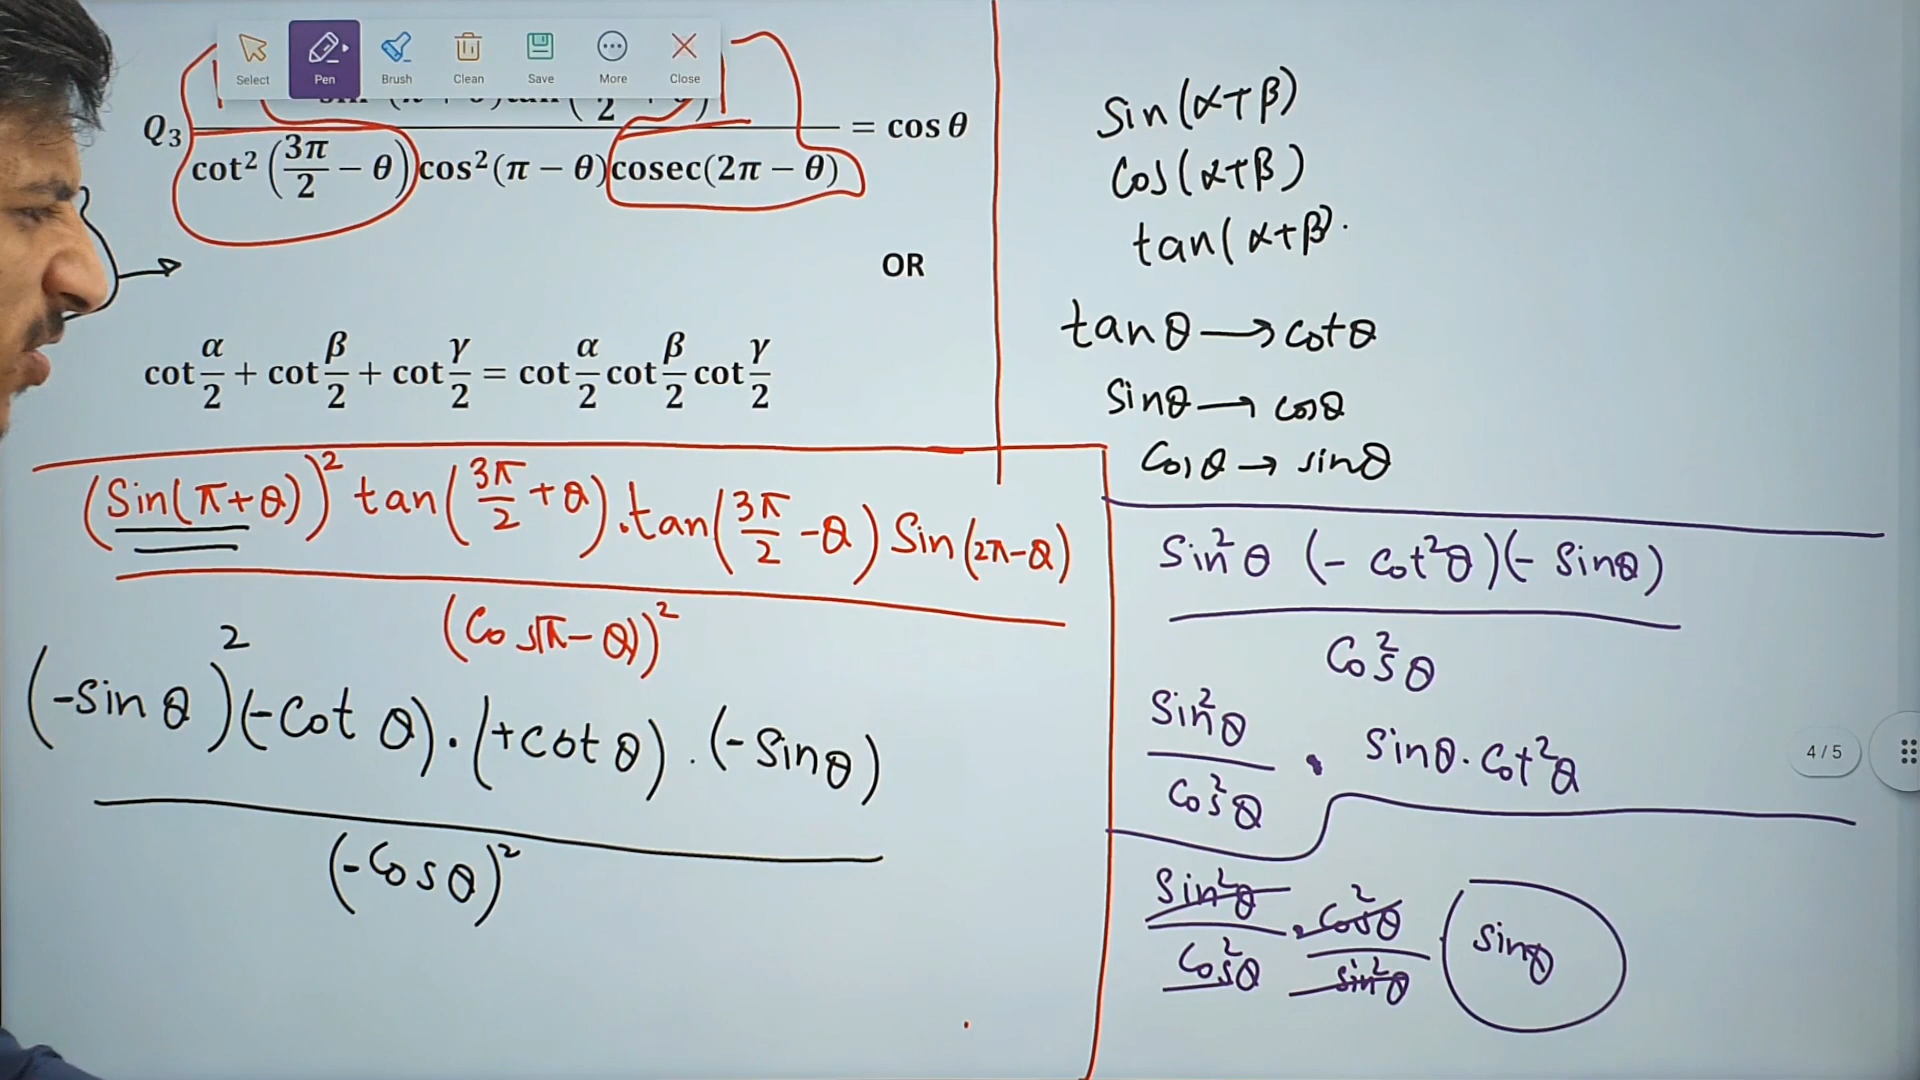 Select Pen Brush Clean Save More Close
Q3 cot² (3π/2 − θ) cos²(π − θ) cosec(2π − θ) = cos θ
OR
cot α/2 + cot β/2 + cot γ/2 = cot α/2 cot β/2 cot γ/2
(Sin(π+θ))² tan(3π/2 +θ).tan(3π/2 -θ) Sin(2π-θ)
(Cos(π-θ))²
(-sin θ)²(-cot θ).(+cot θ).(-sinθ)
(-cosθ)²
Sin(α+β)
Cos(α+β)
tan(α+β).
tanθ → cotθ
Sinθ → cosθ
Cosθ → sinθ
Sin²θ (- cot²θ)(- sinθ)
Cos²θ
Sin²θ/Cos²θ . Sinθ.Cot²θ
Sin²θ/Cos²θ . Cos²θ/sin²θ . sinθ
4/5